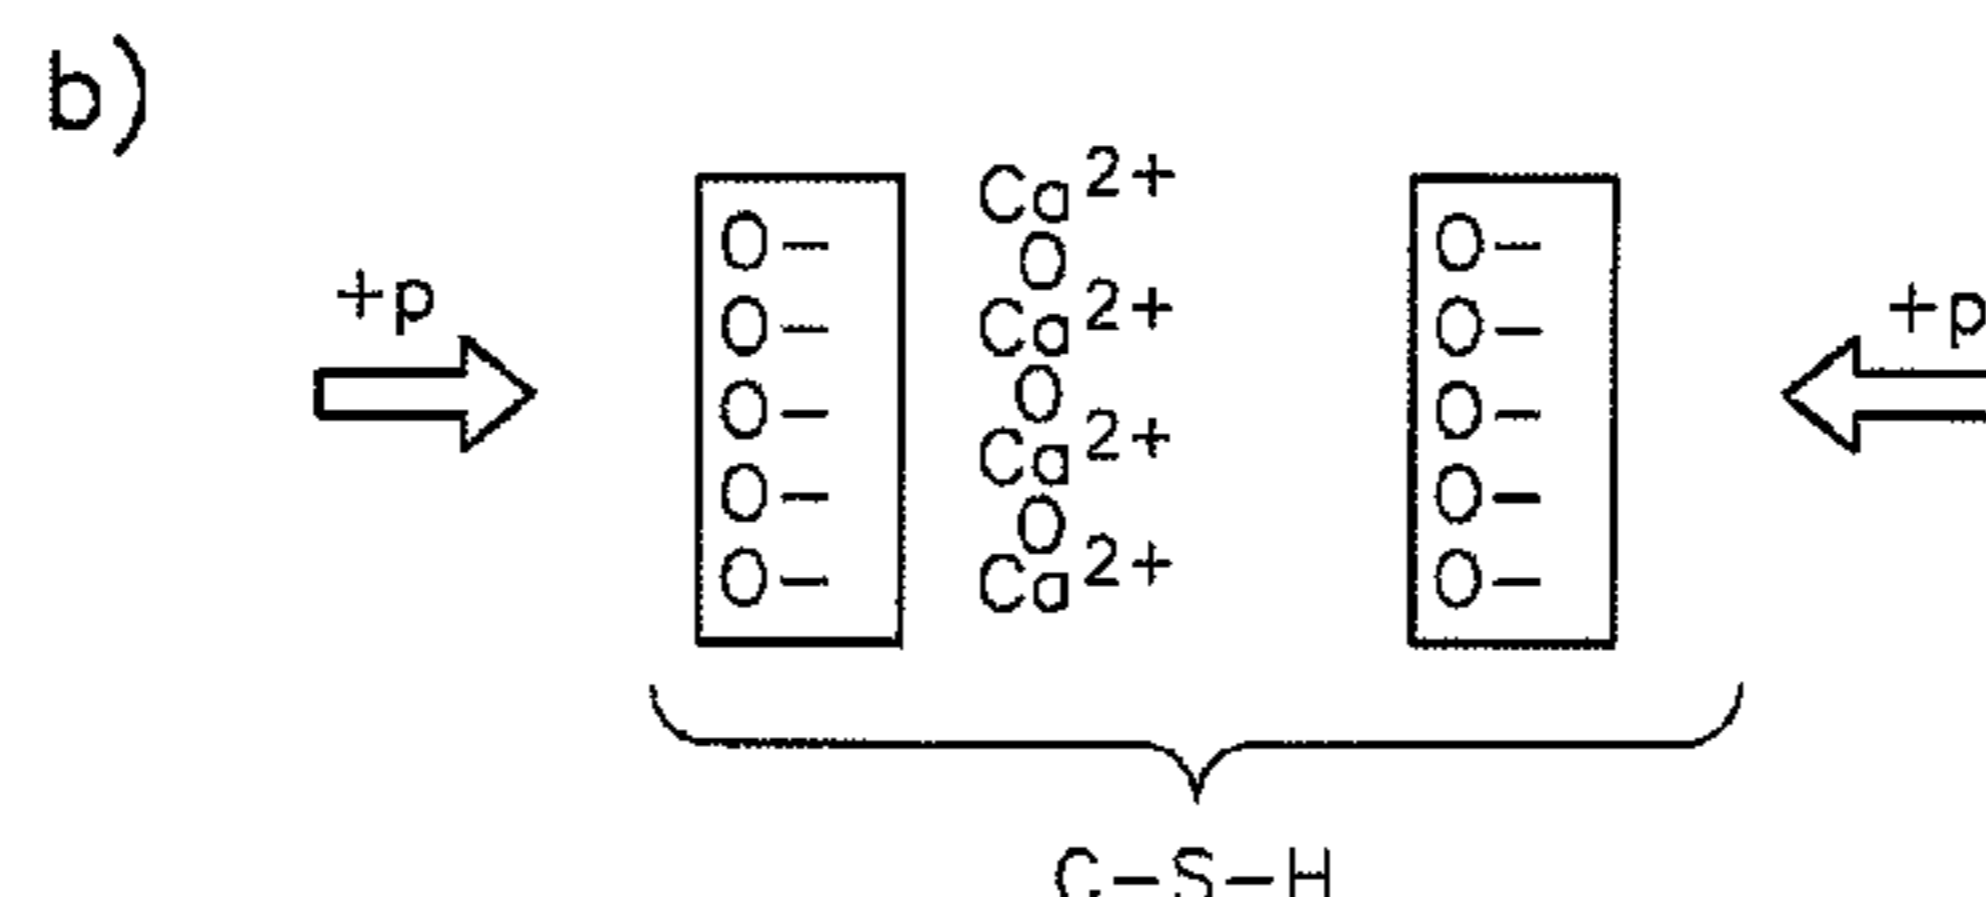 b)
Ca2+
O- O O-
+p O- Ca2+ O- +p
O- O O-
O- Ca2+ O-
O- O O-
Ca2+
C-S-H